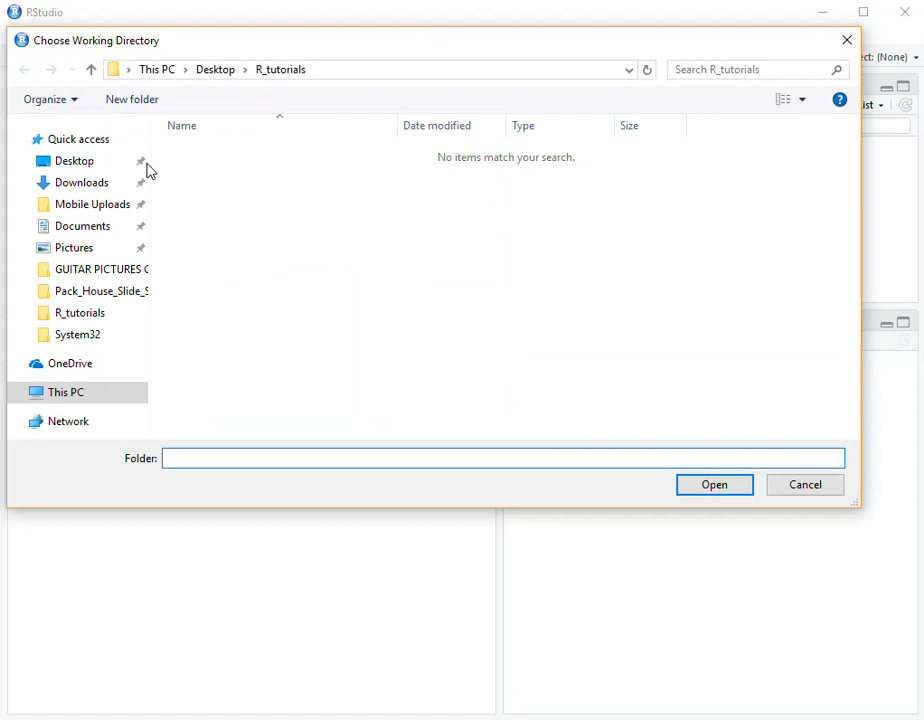 RStudio
Choose Working Directory
This PC
Desktop
R_tutorials
Search R_tutorials
ct: (None)
Organize
New folder
ist
Name
Date modified
Type
Size
No items match your search.
Quick access
Desktop
Downloads
Mobile Uploads
Documents
Pictures
GUITAR PICTURES
Pack_House_Slide_S
R_tutorials
System32
OneDrive
This PC
Network
Folder:
Open
Cancel